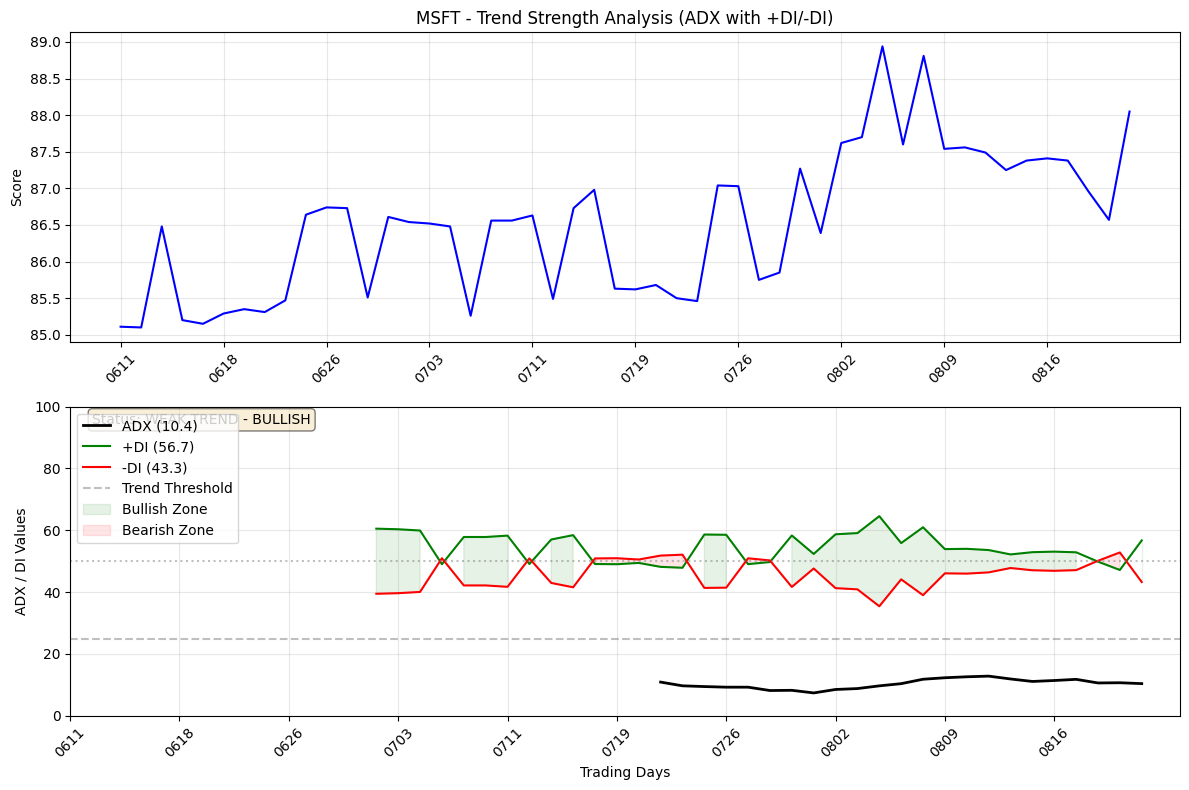 MSFT - Trend Strength Analysis (ADX with +DI/-DI)
89.0
88.5
88.0
87.5
87.0
86.5
86.0
85.5
85.0
Score
0611 0618 0626 0703 0711 0719 0726 0802 0809 0816
Status: WEAK TREND - BULLISH
ADX (10.4)
+DI (56.7)
-DI (43.3)
Trend Threshold
Bullish Zone
Bearish Zone
100
80
60
40
20
0
ADX / DI Values
0611 0618 0626 0703 0711 0719 0726 0802 0809 0816
Trading Days